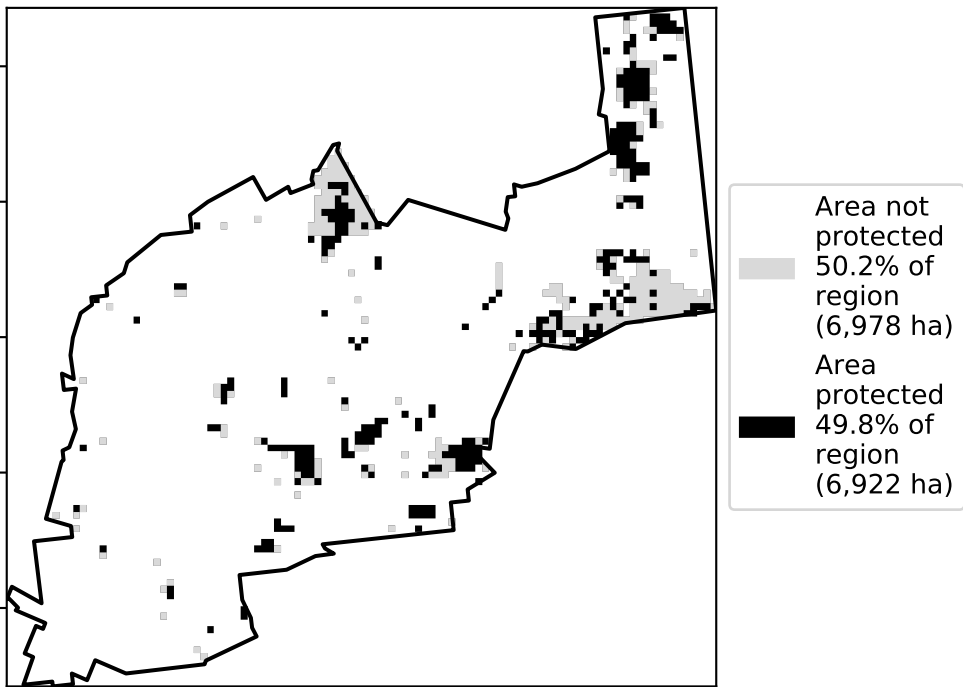 Area not
protected
50.2% of
region
(6,978 ha)
Area
protected
49.8% of
region
(6,922 ha)